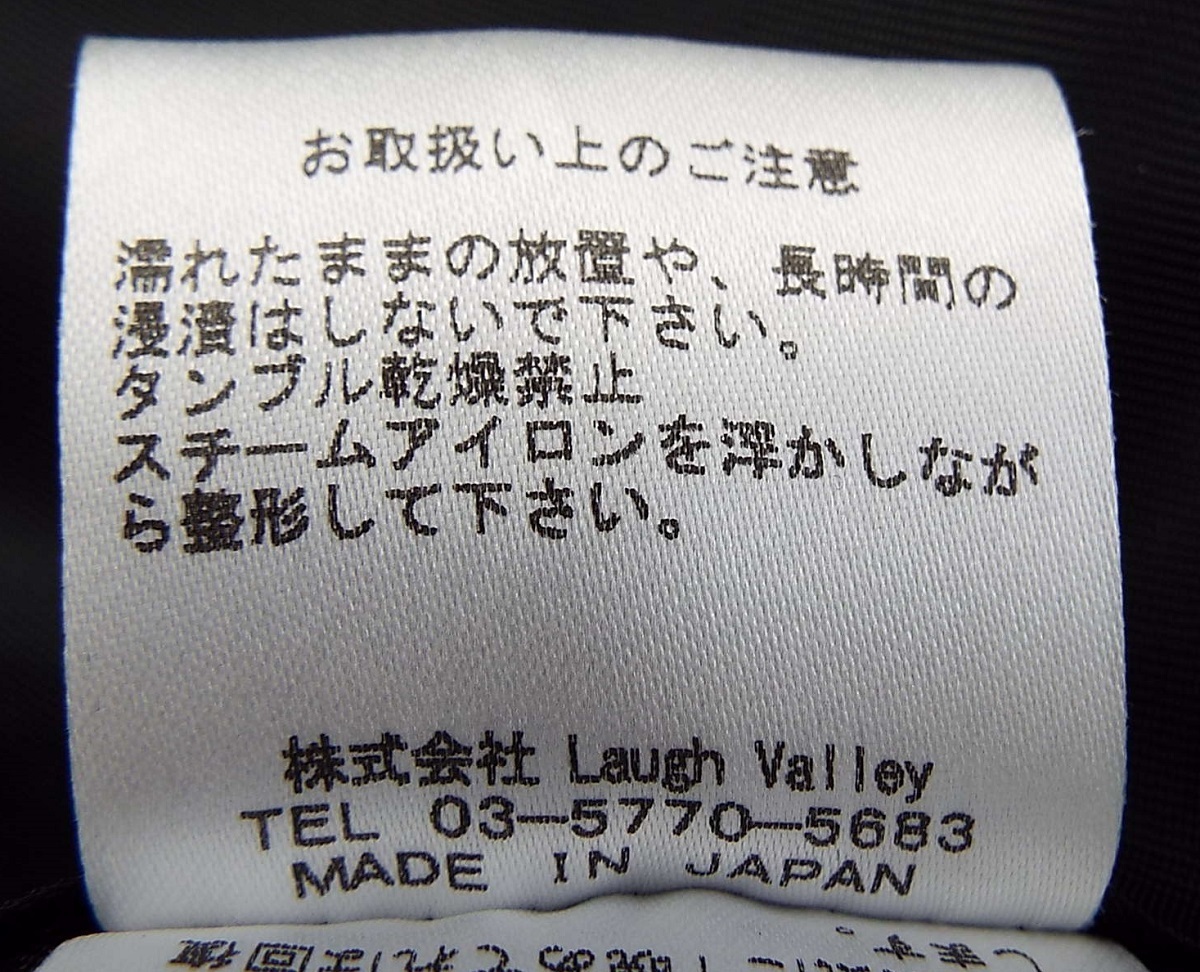 お取扱い上のご注意
濡れたままの放置や、長時間の
浸漬はしないで下さい。
タンブル乾燥禁止
スチームアイロンを浮かしなが
ら整形して下さい。
株式会社 Laugh Valley
TEL 03—5770—5683
MADE IN JAPAN